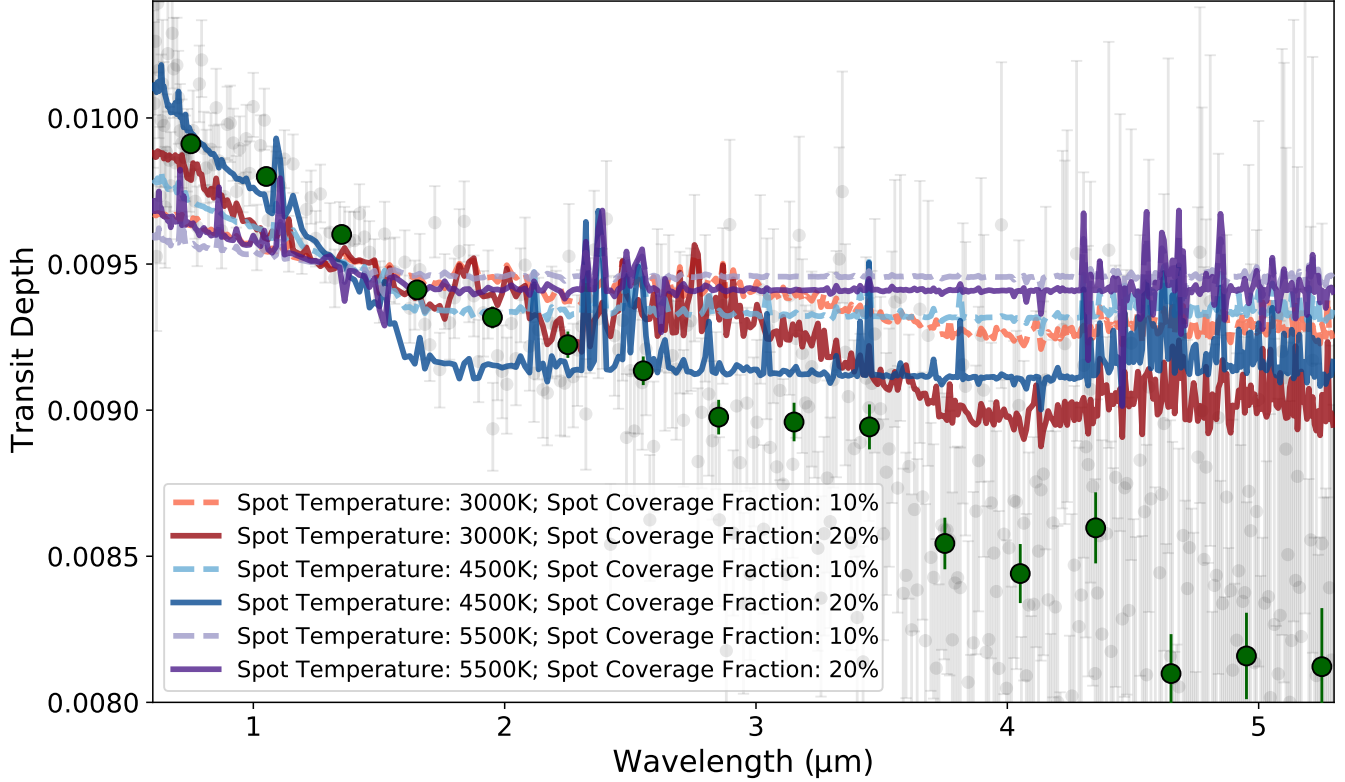 0.0100
0.0095
0.0090
0.0085
0.0080
Transit Depth
Spot Temperature: 3000K; Spot Coverage Fraction: 10%
Spot Temperature: 3000K; Spot Coverage Fraction: 20%
Spot Temperature: 4500K; Spot Coverage Fraction: 10%
Spot Temperature: 4500K; Spot Coverage Fraction: 20%
Spot Temperature: 5500K; Spot Coverage Fraction: 10%
Spot Temperature: 5500K; Spot Coverage Fraction: 20%
1 2 3 4 5
Wavelength (μm)